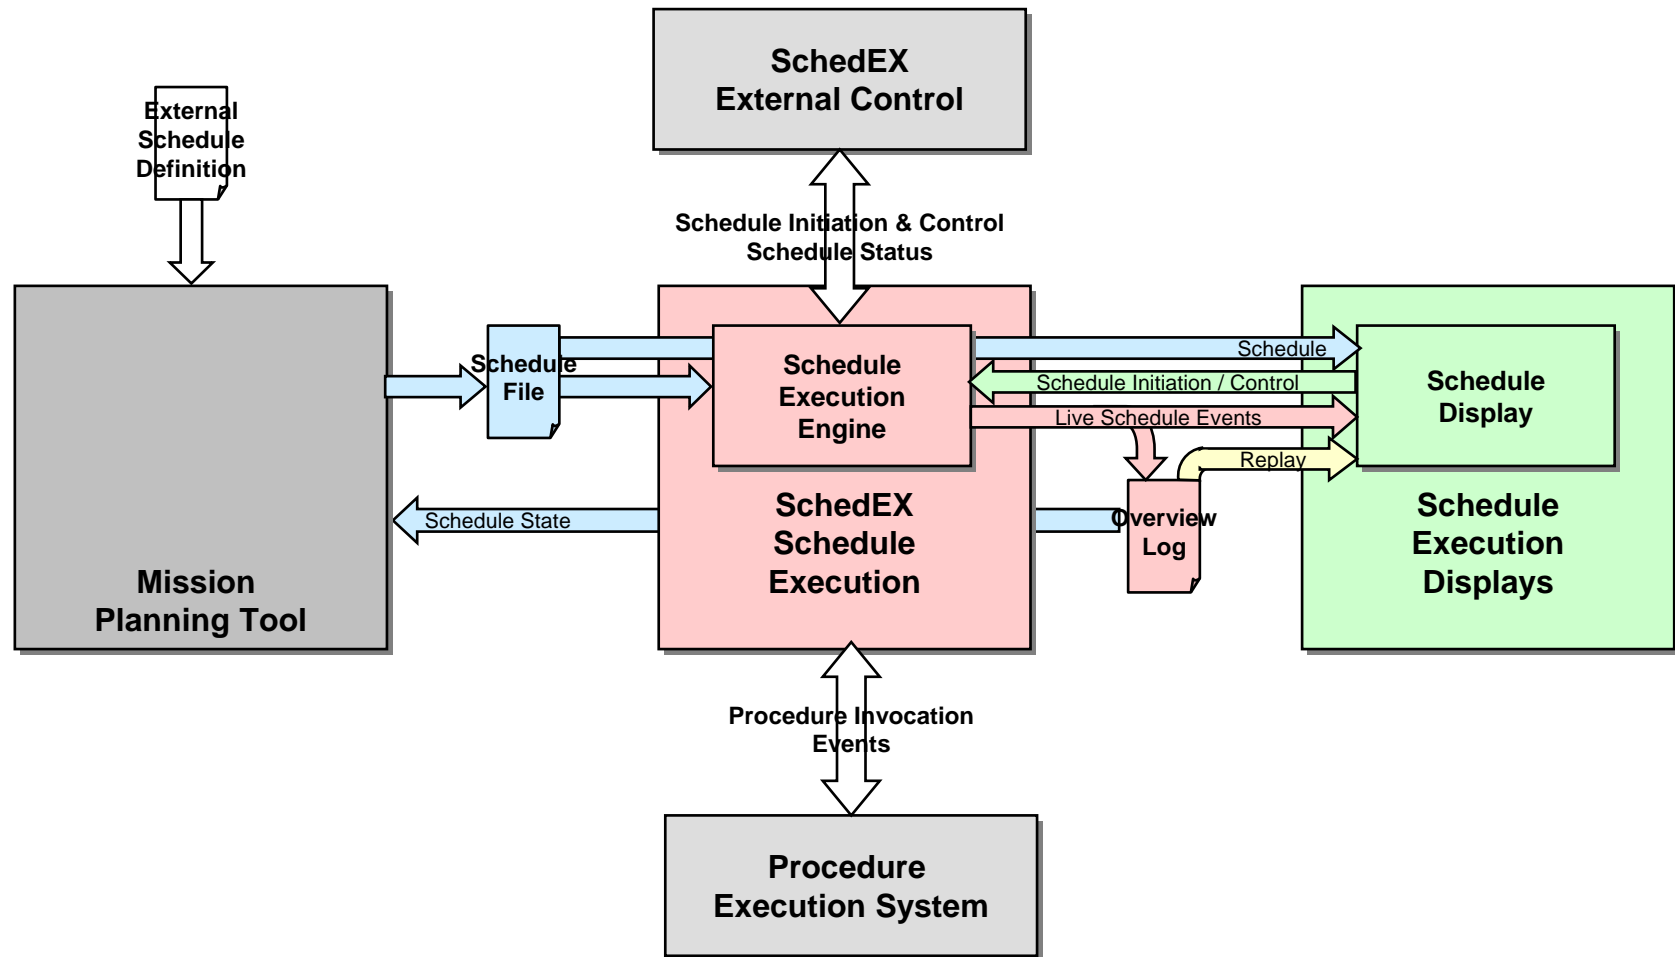 SchedEX
External Control
External
Schedule
Definition
Schedule Initiation & Control
Schedule Status
Schedule
File
Schedule
Execution
Engine
Schedule
Schedule Initiation / Control
Live Schedule Events
Replay
Schedule
Display
Schedule State
SchedEX
Schedule
Execution
Overview
Log
Schedule
Execution
Displays
Mission
Planning Tool
Procedure Invocation
Events
Procedure
Execution System